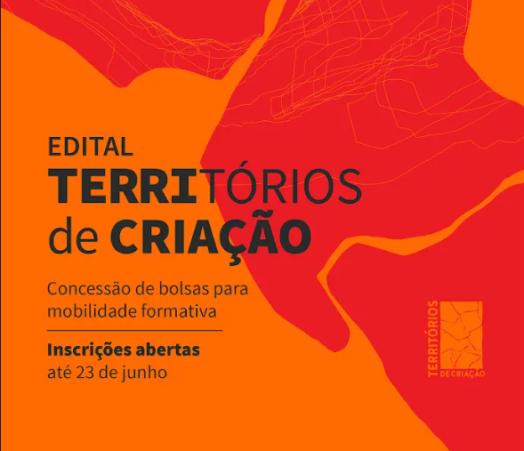 EDITAL
TERRITÓRIOS
de CRIAÇÃO
Concessão de bolsas para
mobilidade formativa
Inscrições abertas
até 23 de junho
TERRITÓRIOS
DE CRIAÇÃO